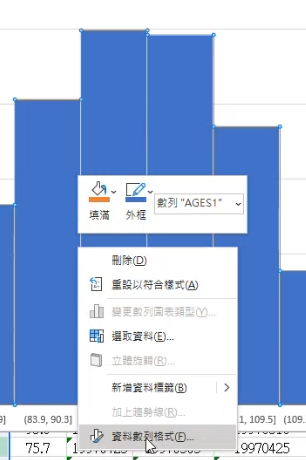 填滿 外框 數列 "AGES1"
刪除(D)
重設以符合樣式(A)
變更數列圖表類型(Y)...
選取資料(E)...
立體旋轉(R)...
新增資料標籤(B)
加上趨勢線(R)...
資料數列格式(F)...
(83.9, 90.3] , 109.5] (109.
75.7 19970425 19970425